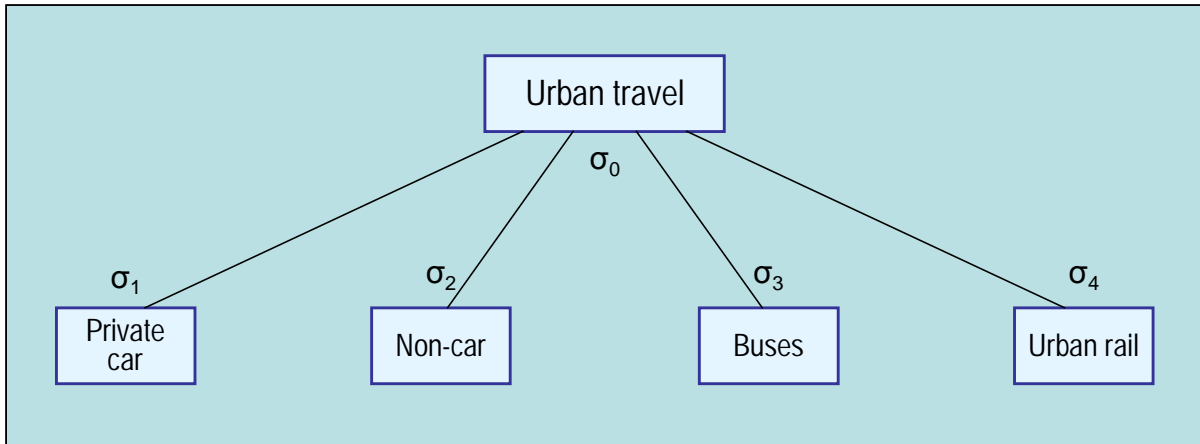 Urban travel
σ0
σ1
σ2
σ3
σ4
Private
car
Non-car
Buses
Urban rail